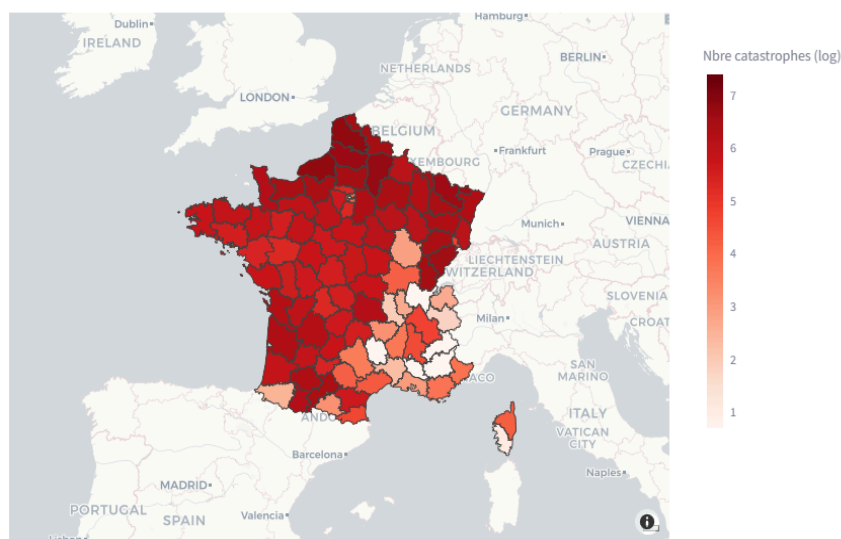 Hamburg
Dublin
IRELAND
BERLIN
NETHERLANDS
LONDON
GERMANY
BELGIUM
Frankfurt
XEMBOURG
Prague
CZECHI
Munich
VIENNA
AUSTRIA
LIECHTENSTEIN
WITZERLAND
SLOVENIA
Milan
CROAT
SAN
MARINO
ACO
ITALY
ANDO
VATICAN
CITY
Barcelona
Naples
MADRID
PORTUGAL
SPAIN
Valencia
Nbre catastrophes (log)
7
6
5
4
3
2
1